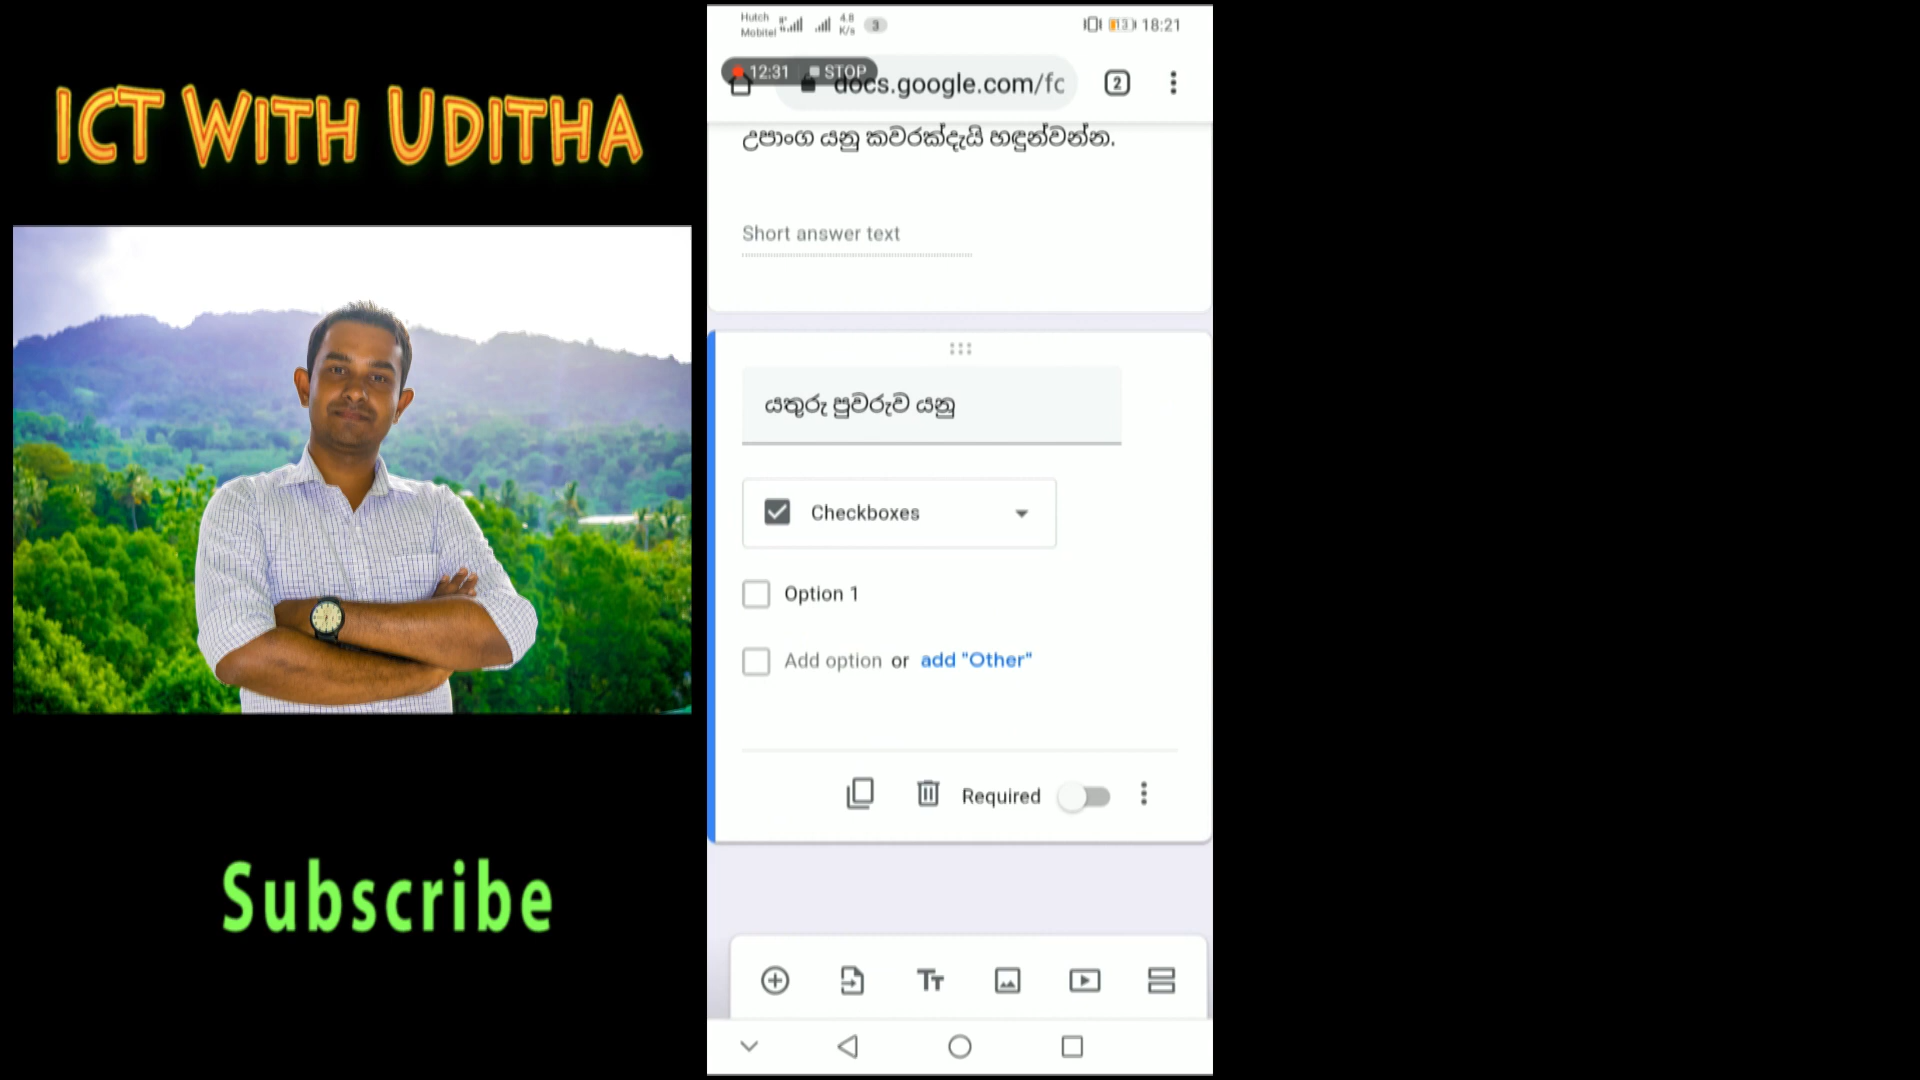 ICT WITH UDITHA
Subscribe
Hutch
Mobitel
4.8
K/s
3
13
18:21
12:31 STOP
docs.google.com/fc
2
උපාංග යනු කවරක්දැයි හඳුන්වන්න.
Short answer text
යතුරු පුවරුව යනු
Checkboxes
Option 1
Add option or add "Other"
Required